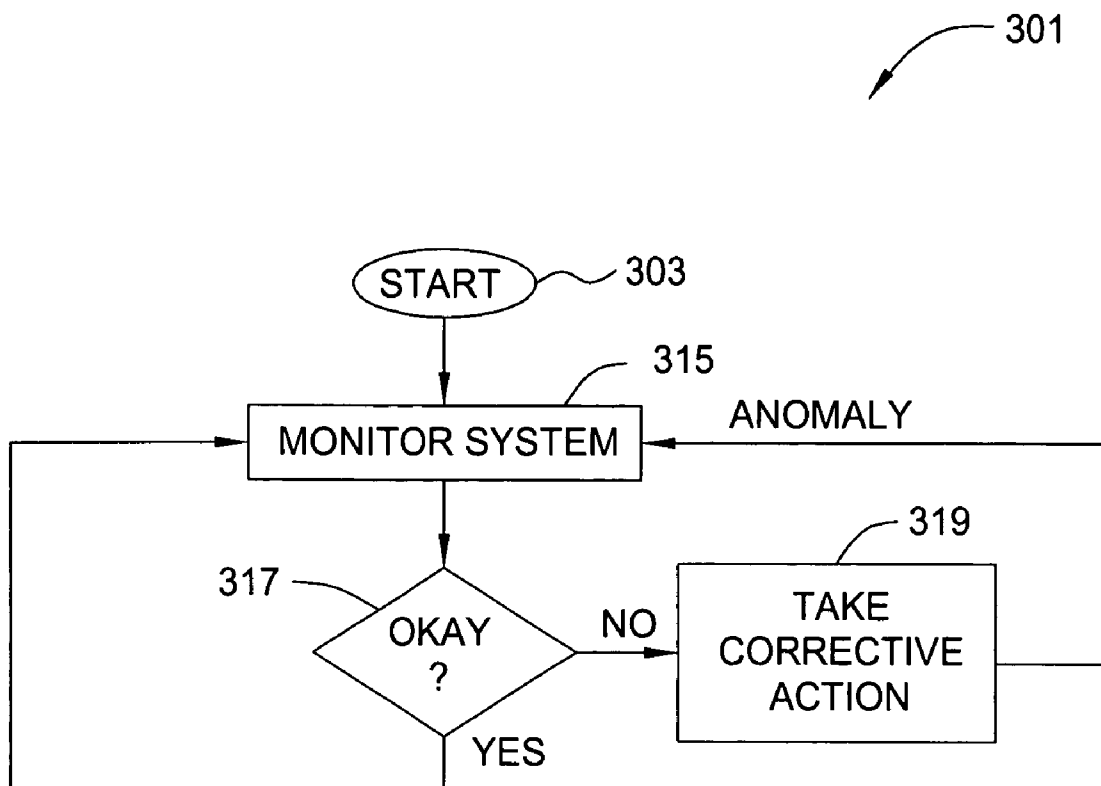 301
START
303
315
MONITOR SYSTEM
ANOMALY
319
317
OKAY
?
NO
TAKE
CORRECTIVE
ACTION
YES